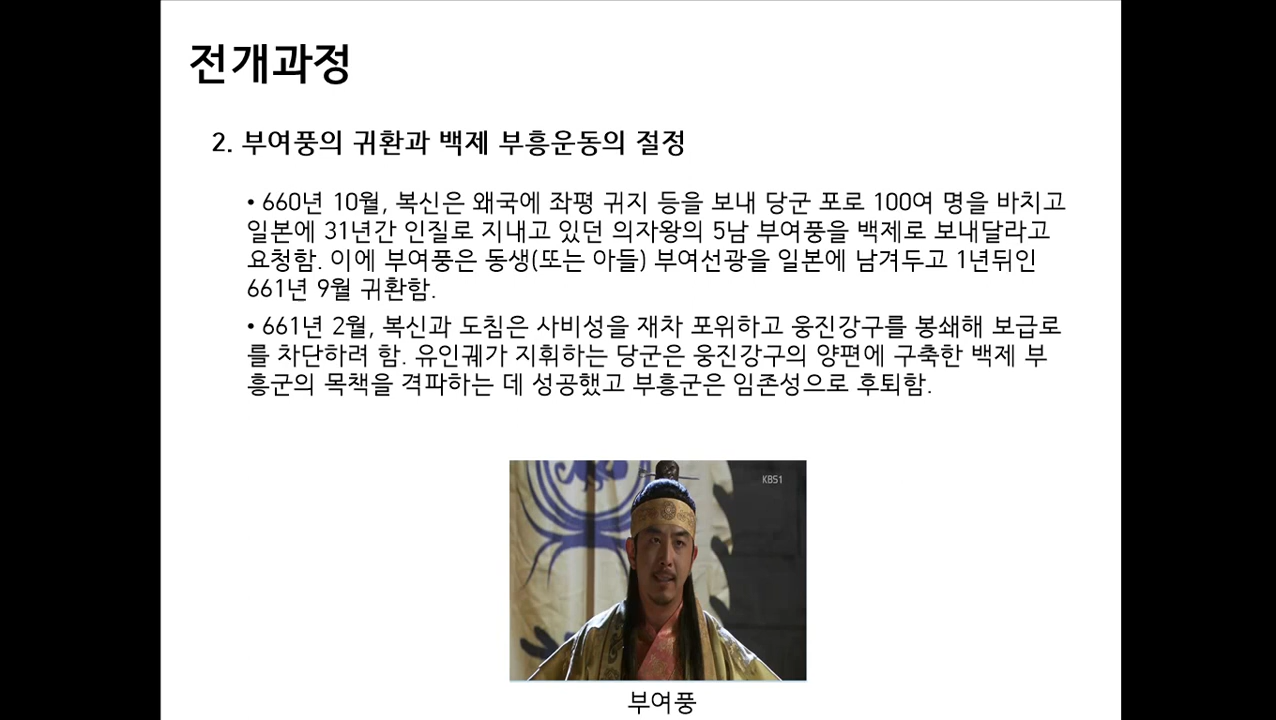 전개과정
2. 부여풍의 귀환과 백제 부흥운동의 절정
• 660년 10월, 복신은 왜국에 좌평 귀지 등을 보내 당군 포로 100여 명을 바치고
일본에 31년간 인질로 지내고 있던 의자왕의 5남 부여풍을 백제로 보내달라고
요청함. 이에 부여풍은 동생(또는 아들) 부여선광을 일본에 남겨두고 1년뒤인
661년 9월 귀환함.
• 661년 2월, 복신과 도침은 사비성을 재차 포위하고 웅진강구를 봉쇄해 보급로
를 차단하려 함. 유인궤가 지휘하는 당군은 웅진강구의 양편에 구축한 백제 부
흥군의 목책을 격파하는 데 성공했고 부흥군은 임존성으로 후퇴함.
KBS1
부여풍